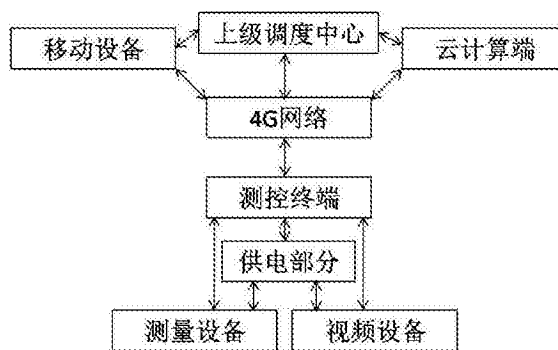 上级调度中心
移动设备
云计算端
4G网络
测控终端
供电部分
测量设备
视频设备